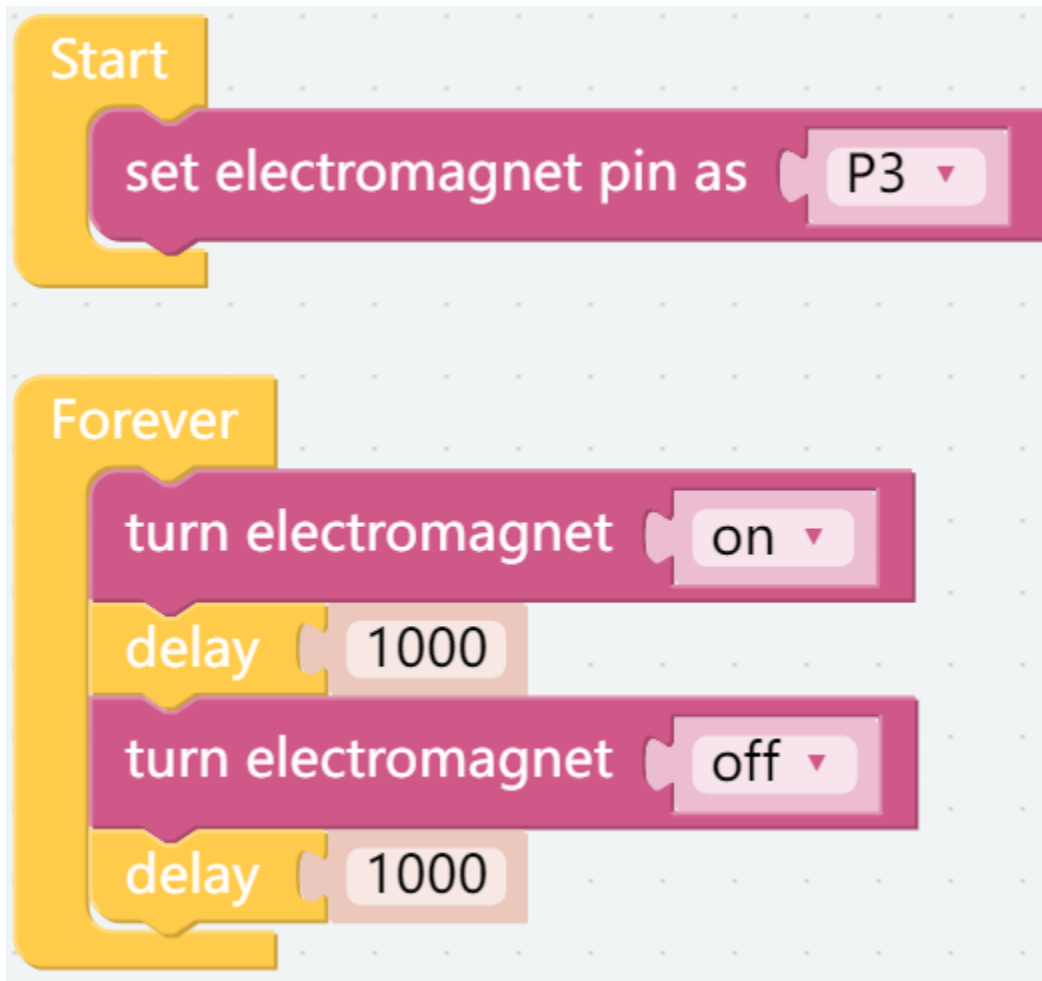 Start
set electromagnet pin as P3
Forever
turn electromagnet on
delay 1000
turn electromagnet off
delay 1000